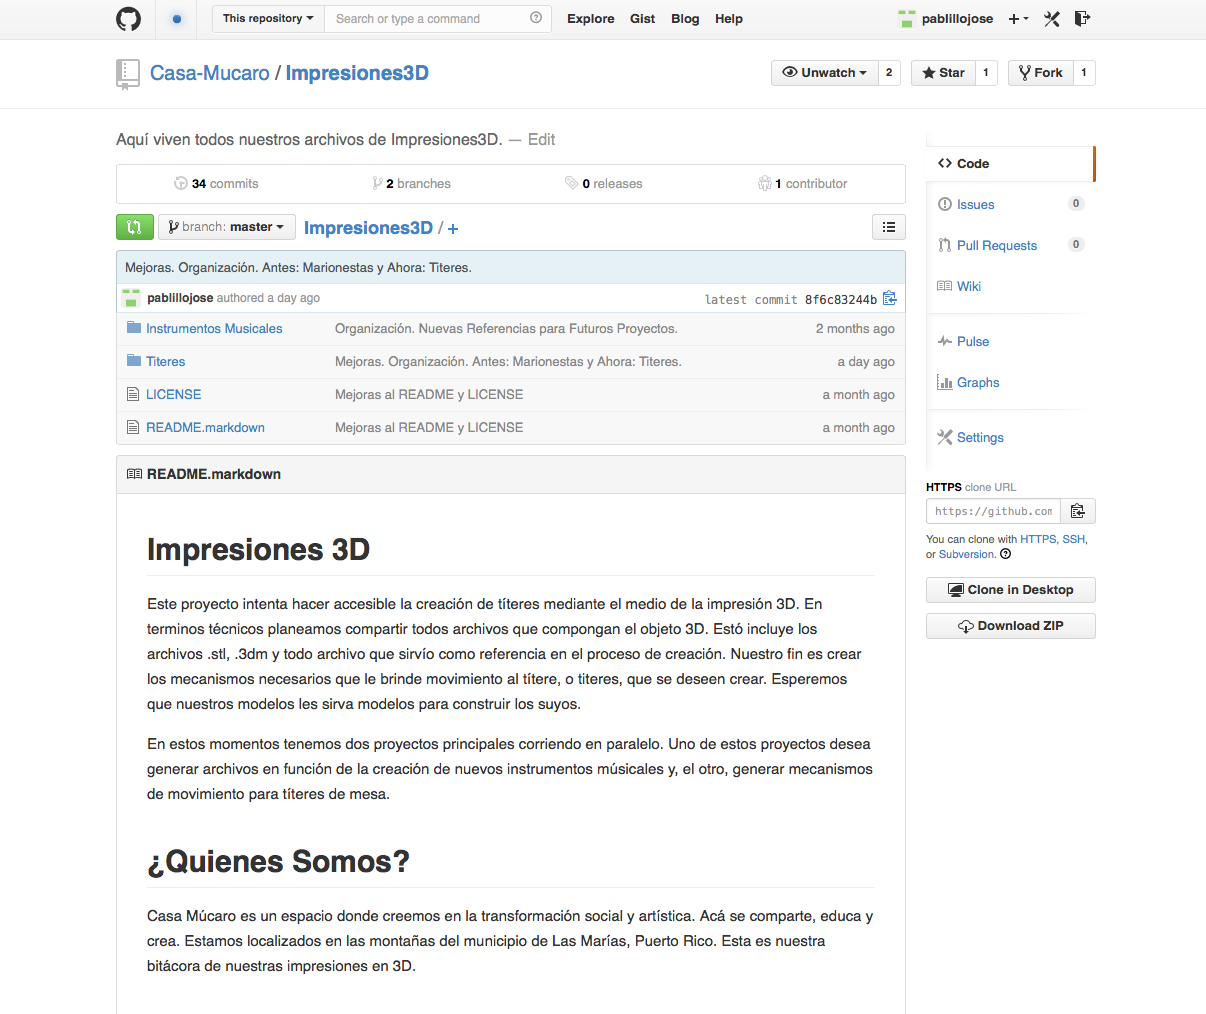 This repository Search or type a command Explore Gist Blog Help pablillojose
Casa-Mucaro / Impresiones3D Unwatch 2 Star 1 Fork 1
Aquí viven todos nuestros archivos de Impresiones3D. — Edit
34 commits 2 branches 0 releases 1 contributor
branch: master Impresiones3D / +
Mejoras. Organización. Antes: Marionestas y Ahora: Titeres.
pablillojose authored a day ago latest commit 8f6c83244b
Instrumentos Musicales Organización. Nuevas Referencias para Futuros Proyectos. 2 months ago
Titeres Mejoras. Organización. Antes: Marionestas y Ahora: Titeres. a day ago
LICENSE Mejoras al README y LICENSE a month ago
README.markdown Mejoras al README y LICENSE a month ago
README.markdown
Impresiones 3D
Este proyecto intenta hacer accesible la creación de títeres mediante el medio de la impresión 3D. En
terminos técnicos planeamos compartir todos archivos que compongan el objeto 3D. Estó incluye los
archivos .stl, .3dm y todo archivo que sirvío como referencia en el proceso de creación. Nuestro fin es crear
los mecanismos necesarios que le brinde movimiento al títere, o titeres, que se deseen crear. Esperemos
que nuestros modelos les sirva modelos para construir los suyos.
En estos momentos tenemos dos proyectos principales corriendo en paralelo. Uno de estos proyectos desea
generar archivos en función de la creación de nuevos instrumentos músicales y, el otro, generar mecanismos
de movimiento para títeres de mesa.
¿Quienes Somos?
Casa Múcaro es un espacio donde creemos en la transformación social y artística. Acá se comparte, educa y
crea. Estamos localizados en las montañas del municipio de Las Marías, Puerto Rico. Esta es nuestra
bitácora de nuestras impresiones en 3D.
Code
Issues 0
Pull Requests 0
Wiki
Pulse
Graphs
Settings
HTTPS clone URL
https://github.com
You can clone with HTTPS, SSH,
or Subversion.
Clone in Desktop
Download ZIP